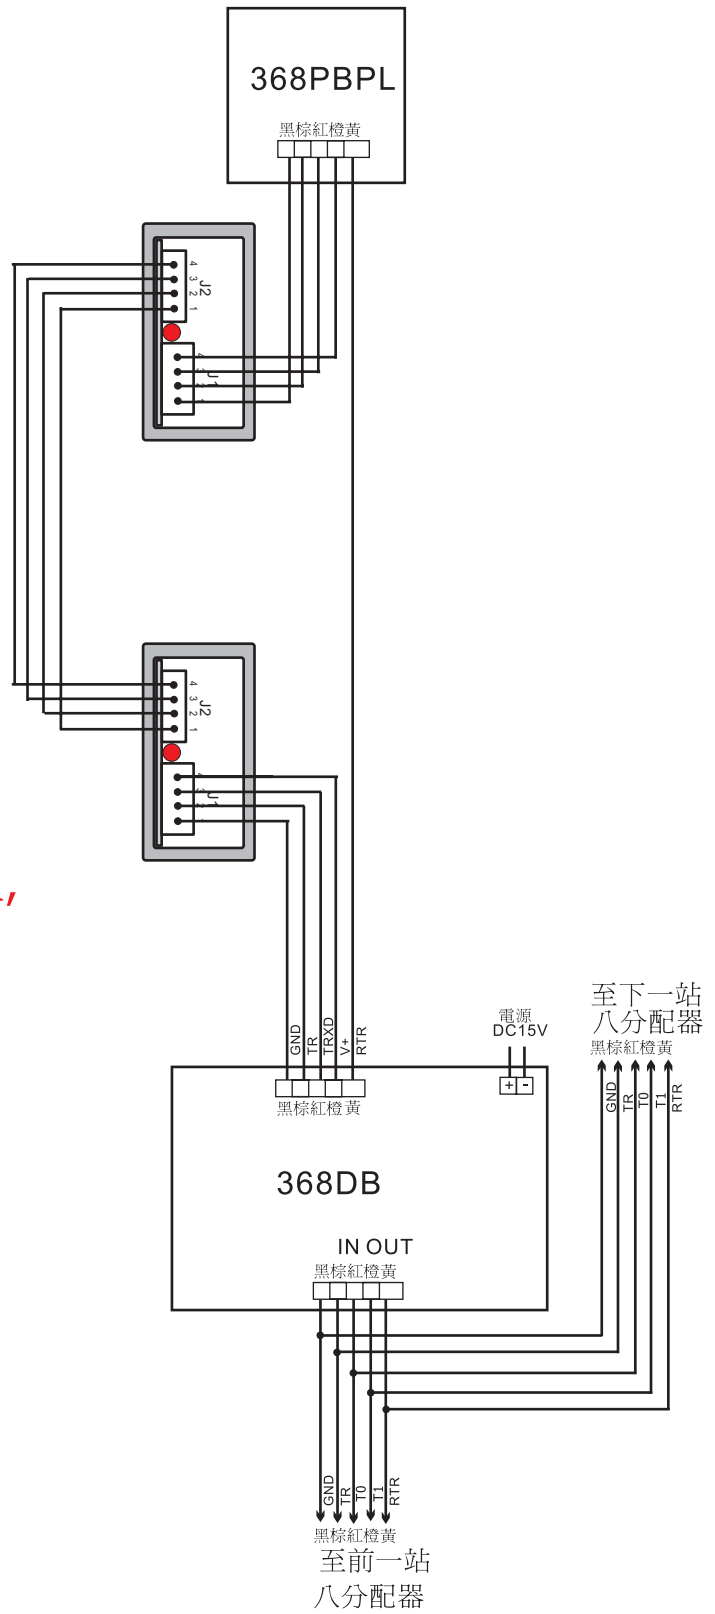 368PBPL
黑棕紅橙黃
4
3
2
1
J2
4
3
2
1
J1
4
3
2
1
J2
4
3
2
1
J1
GND
TR
TRXD
V+
RTR
黑棕紅橙黃
電源
DC15V
+ -
至下一站
八分配器
黑棕紅橙黃
GND
TR
T0
T1
RTR
368DB
IN OUT
黑棕紅橙黃
GND
TR
T0
T1
RTR
黑棕紅橙黃
至前一站
八分配器